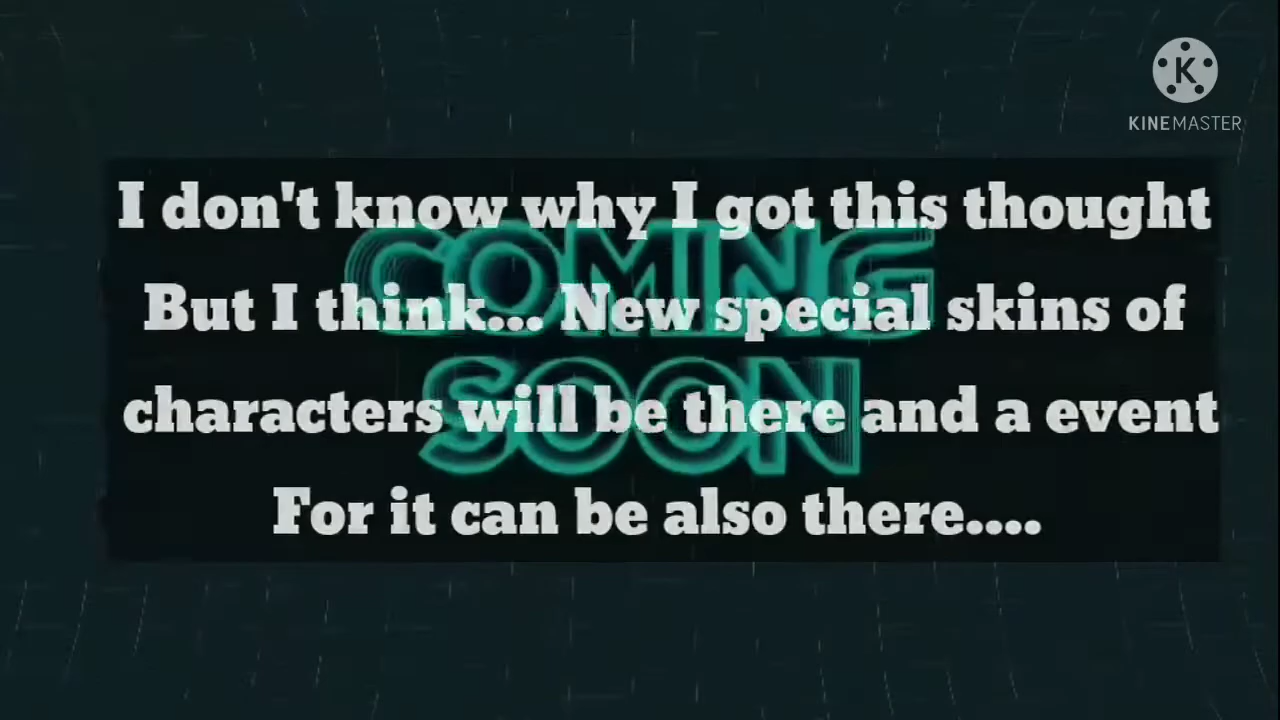 K
KINEMASTER
I don't know why I got this thought
COMING
But I think... New special skins of
SOON
characters will be there and a event
For it can be also there....